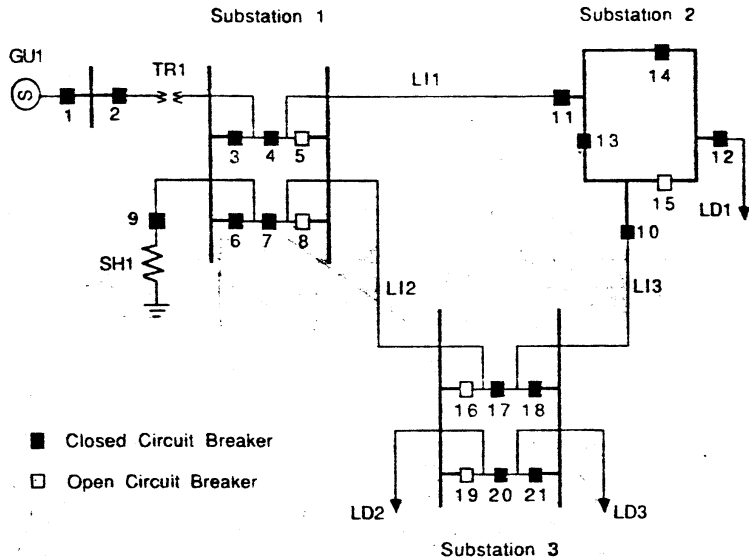 Substation 1
Substation 2
GU1
TR1
LI1
S
1
2
3
4
5
11
14
13
12
15
LD1
9
6
7
8
10
SH1
LI2
LI3
16
17
18
Closed Circuit Breaker
Open Circuit Breaker
19
20
21
LD2
LD3
Substation 3